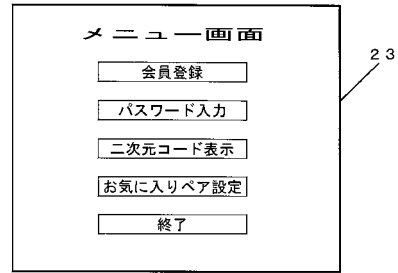 メニュー画面
会員登録
パスワード入力
二次元コード表示
お気に入りペア設定
終了
23